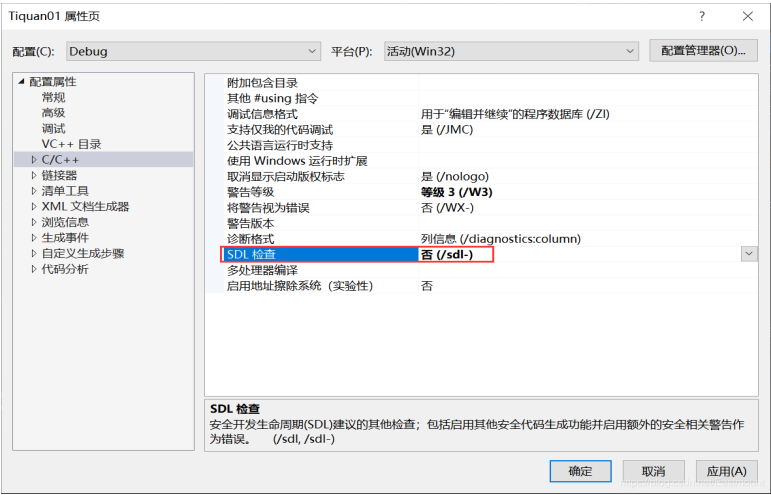 Tiquan01 属性页
配置(C): Debug 平台(P): 活动(Win32) 配置管理器(O)...
配置属性
常规
高级
调试
VC++ 目录
C/C++
链接器
清单工具
XML 文档生成器
浏览信息
生成事件
自定义生成步骤
代码分析
附加包含目录
其他 #using 指令
调试信息格式 用于“编辑并继续”的程序数据库 (/ZI)
支持仅我的代码调试 是 (/JMC)
公共语言运行时支持
使用 Windows 运行时扩展
取消显示启动版权标志 是 (/nologo)
警告等级 等级 3 (/W3)
将警告视为错误 否 (/WX-)
警告版本
诊断格式 列信息 (/diagnostics:column)
SDL 检查 否 (/sdl-)
多处理器编译
启用地址擦除系统（实验性） 否
SDL 检查
安全开发生命周期(SDL)建议的其他检查；包括启用其他安全代码生成功能并启用额外的安全相关警告作
为错误。 (/sdl, /sdl-)
确定 取消 应用(A)